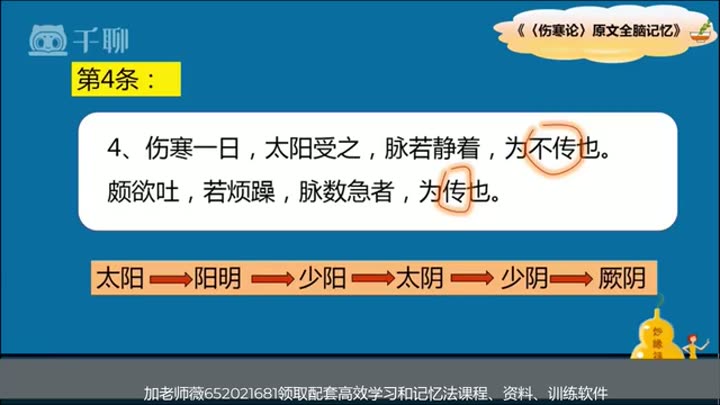 千聊
《〈伤寒论〉原文全脑记忆》
第4条：
4、伤寒一日，太阳受之，脉若静着，为不传也。
颇欲吐，若烦躁，脉数急者，为传也。
太阳 阳明 少阳 太阴 少阴 厥阴
加老师薇652021681领取配套高效学习和记忆法课程、资料、训练软件